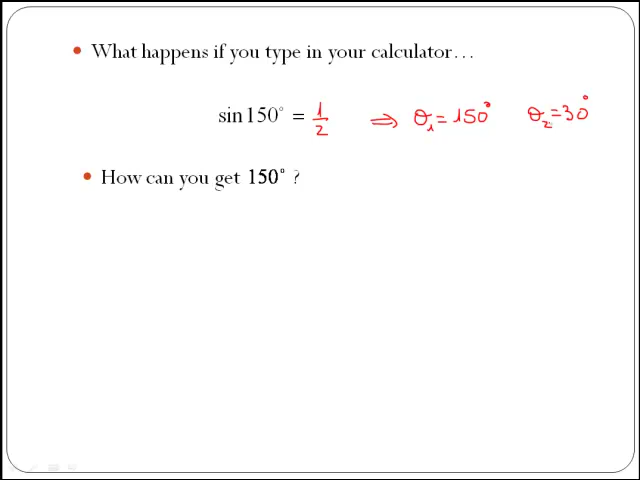 • What happens if you type in your calculator…
sin 150° = 1/2 ⇒ θ₁ = 150° θ₂ = 30°
• How can you get 150° ?